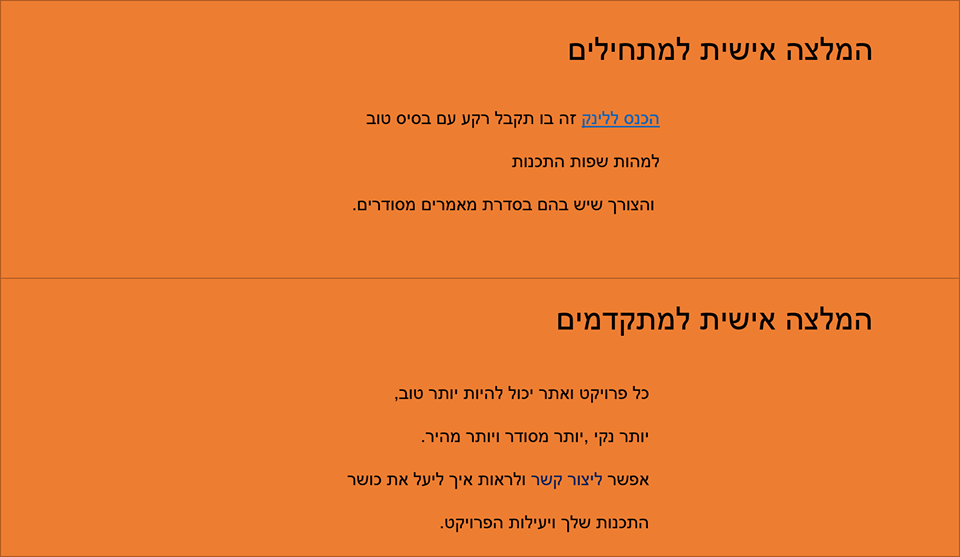 המלצה אישית למתחילים
הכנס ללינק זה בו תקבל רקע עם בסיס טוב
למהות שפות התכנות
והצורך שיש בהם בסדרת מאמרים מסודרים.
המלצה אישית למתקדמים
כל פרויקט ואתר יכול להיות יותר טוב,
יותר נקי ,יותר מסודר ויותר מהיר.
אפשר ליצור קשר ולראות איך ליעל את כושר
התכנות שלך ויעילות הפרויקט.